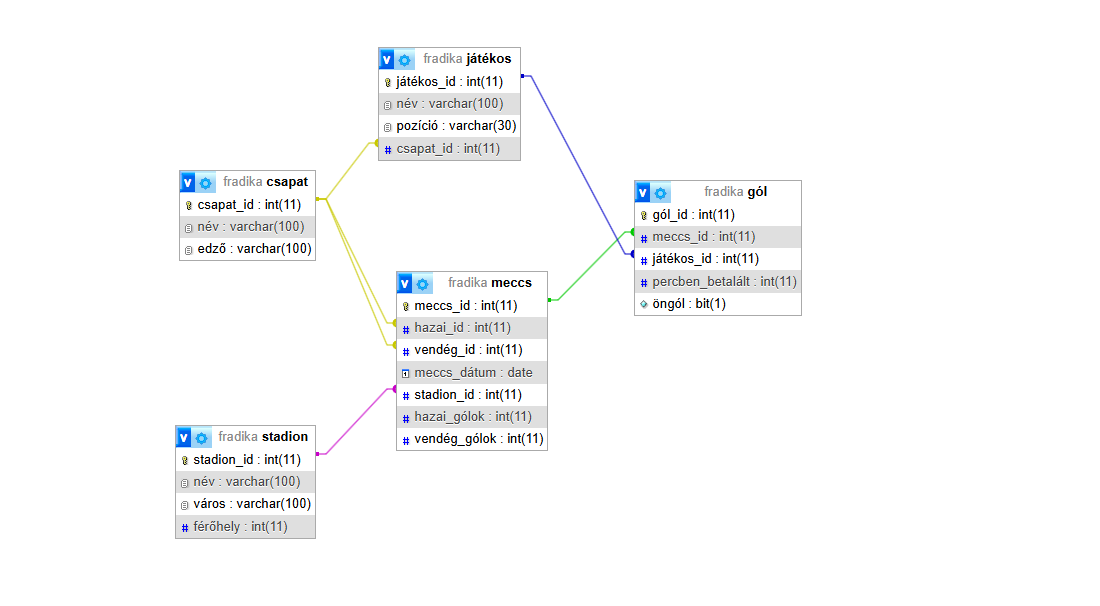 fradika játékos
játékos_id : int(11)
név : varchar(100)
pozíció : varchar(30)
csapat_id : int(11)
fradika csapat
csapat_id : int(11)
név : varchar(100)
edző : varchar(100)
fradika gól
gól_id : int(11)
meccs_id : int(11)
játékos_id : int(11)
percben_betalált : int(11)
öngól : bit(1)
fradika meccs
meccs_id : int(11)
hazai_id : int(11)
vendég_id : int(11)
meccs_dátum : date
stadion_id : int(11)
hazai_gólok : int(11)
vendég_gólok : int(11)
fradika stadion
stadion_id : int(11)
név : varchar(100)
város : varchar(100)
férőhely : int(11)